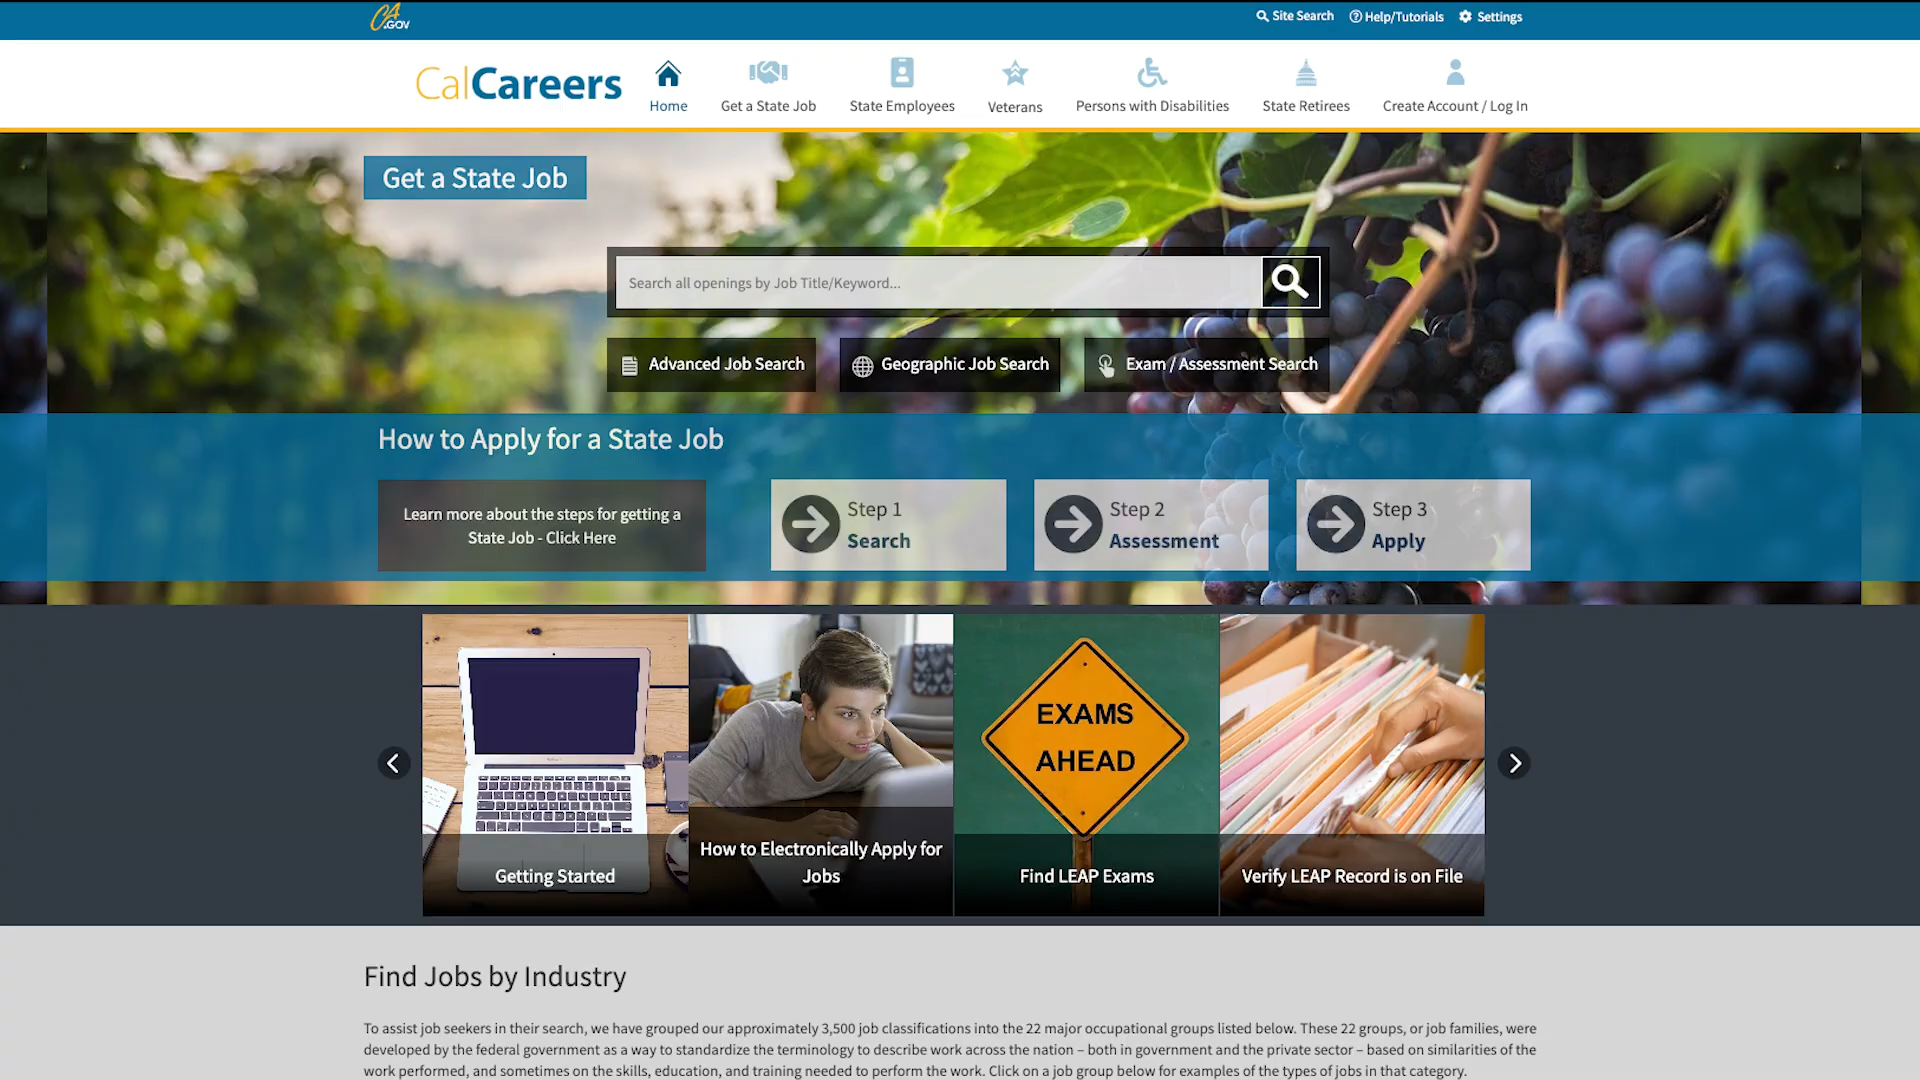 CA.GOV
Site Search
Help/Tutorials
Settings
CalCareers
Home
Get a State Job
State Employees
Veterans
Persons with Disabilities
State Retirees
Create Account / Log In
Get a State Job
Search all openings by Job Title/Keyword...
Advanced Job Search
Geographic Job Search
Exam / Assessment Search
How to Apply for a State Job
Learn more about the steps for getting a
State Job - Click Here
Step 1
Search
Step 2
Assessment
Step 3
Apply
Getting Started
How to Electronically Apply for
Jobs
EXAMS
AHEAD
Find LEAP Exams
Verify LEAP Record is on File
Find Jobs by Industry
To assist job seekers in their search, we have grouped our approximately 3,500 job classifications into the 22 major occupational groups listed below. These 22 groups, or job families, were
developed by the federal government as a way to standardize the terminology to describe work across the nation – both in government and the private sector – based on similarities of the
work performed, and sometimes on the skills, education, and training needed to perform the work. Click on a job group below for examples of the types of jobs in that category.